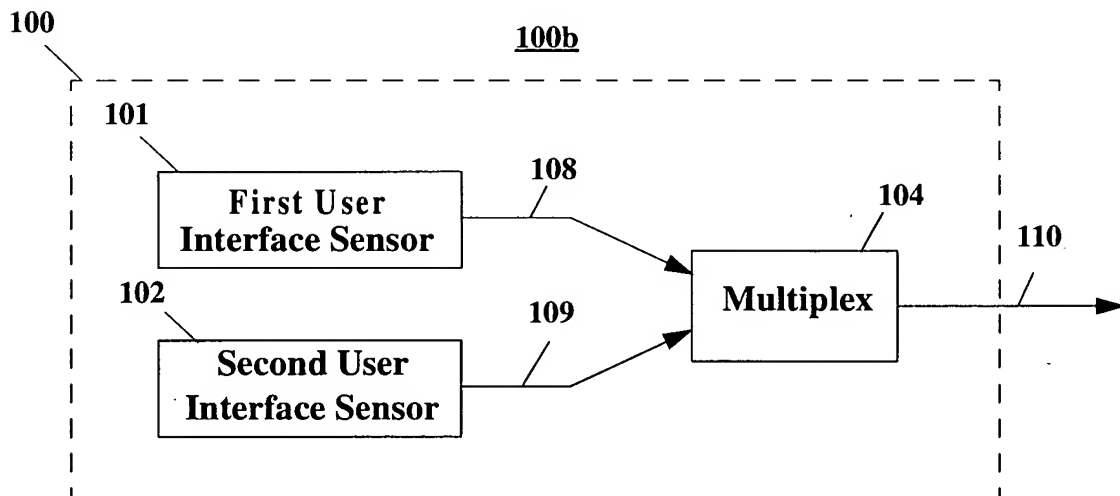 100
100b
101
First User
Interface Sensor
108
104
110
Multiplex
102
109
Second User
Interface Sensor